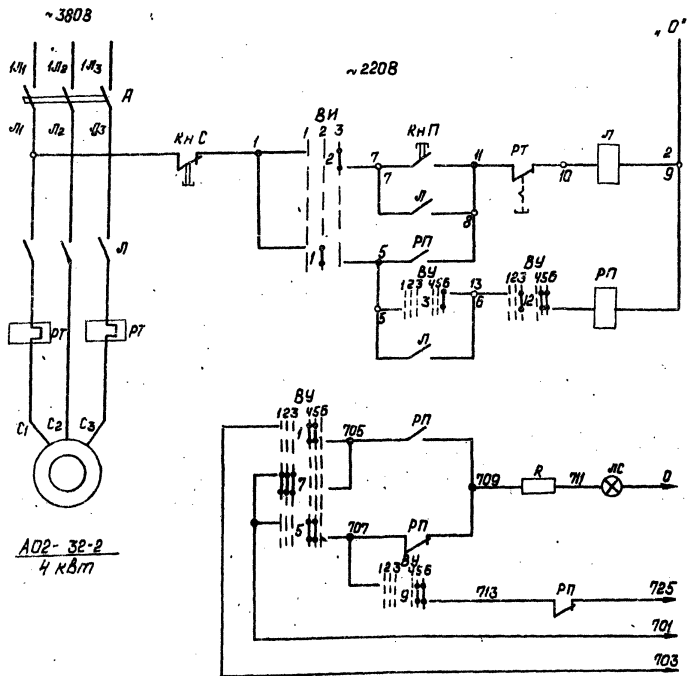 ~380В
„0"
1Л1 1Л2 1Л3
~220В
А
Л1 Л2 Л3
КнС
1
ВИ
1 2 3
2
7
КнП
11
РТ
10
Л
2
7
Л
8
9
1
5
РП
ВУ
123 456
3
13
ВУ
123 456
12
РП
5
6
Л
Л
РТ РТ
С1 С2 С3
АО2-32-2
4 квт
ВУ
123 456
1
705
РП
7
709
R
711
ЛС
0
5
707
РП
ВУ
123 456
9
713
РП
725
701
703